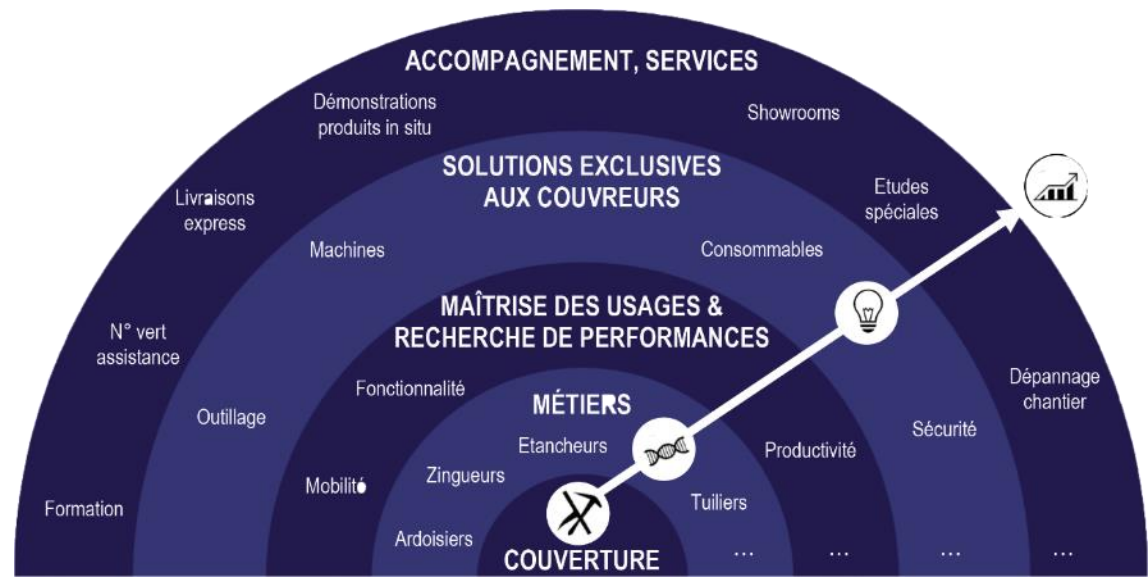 ACCOMPAGNEMENT, SERVICES
Démonstrations
produits in situ
Showrooms
Livraisons
express
Etudes
spéciales
N° vert
assistance
Dépannage
chantier
Formation
...
SOLUTIONS EXCLUSIVES
AUX COUVREURS
Machines
Consommables
Outillage
Sécurité
...
MAÎTRISE DES USAGES &
RECHERCHE DE PERFORMANCES
Fonctionnalité
Mobilité
Productivité
...
MÉTIERS
Etancheurs
Zingueurs
Ardoisiers
Tuiliers
...
COUVERTURE